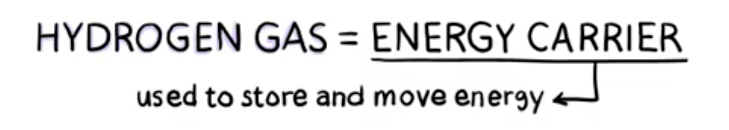 HYDROGEN GAS = ENERGY CARRIER
used to store and move energy